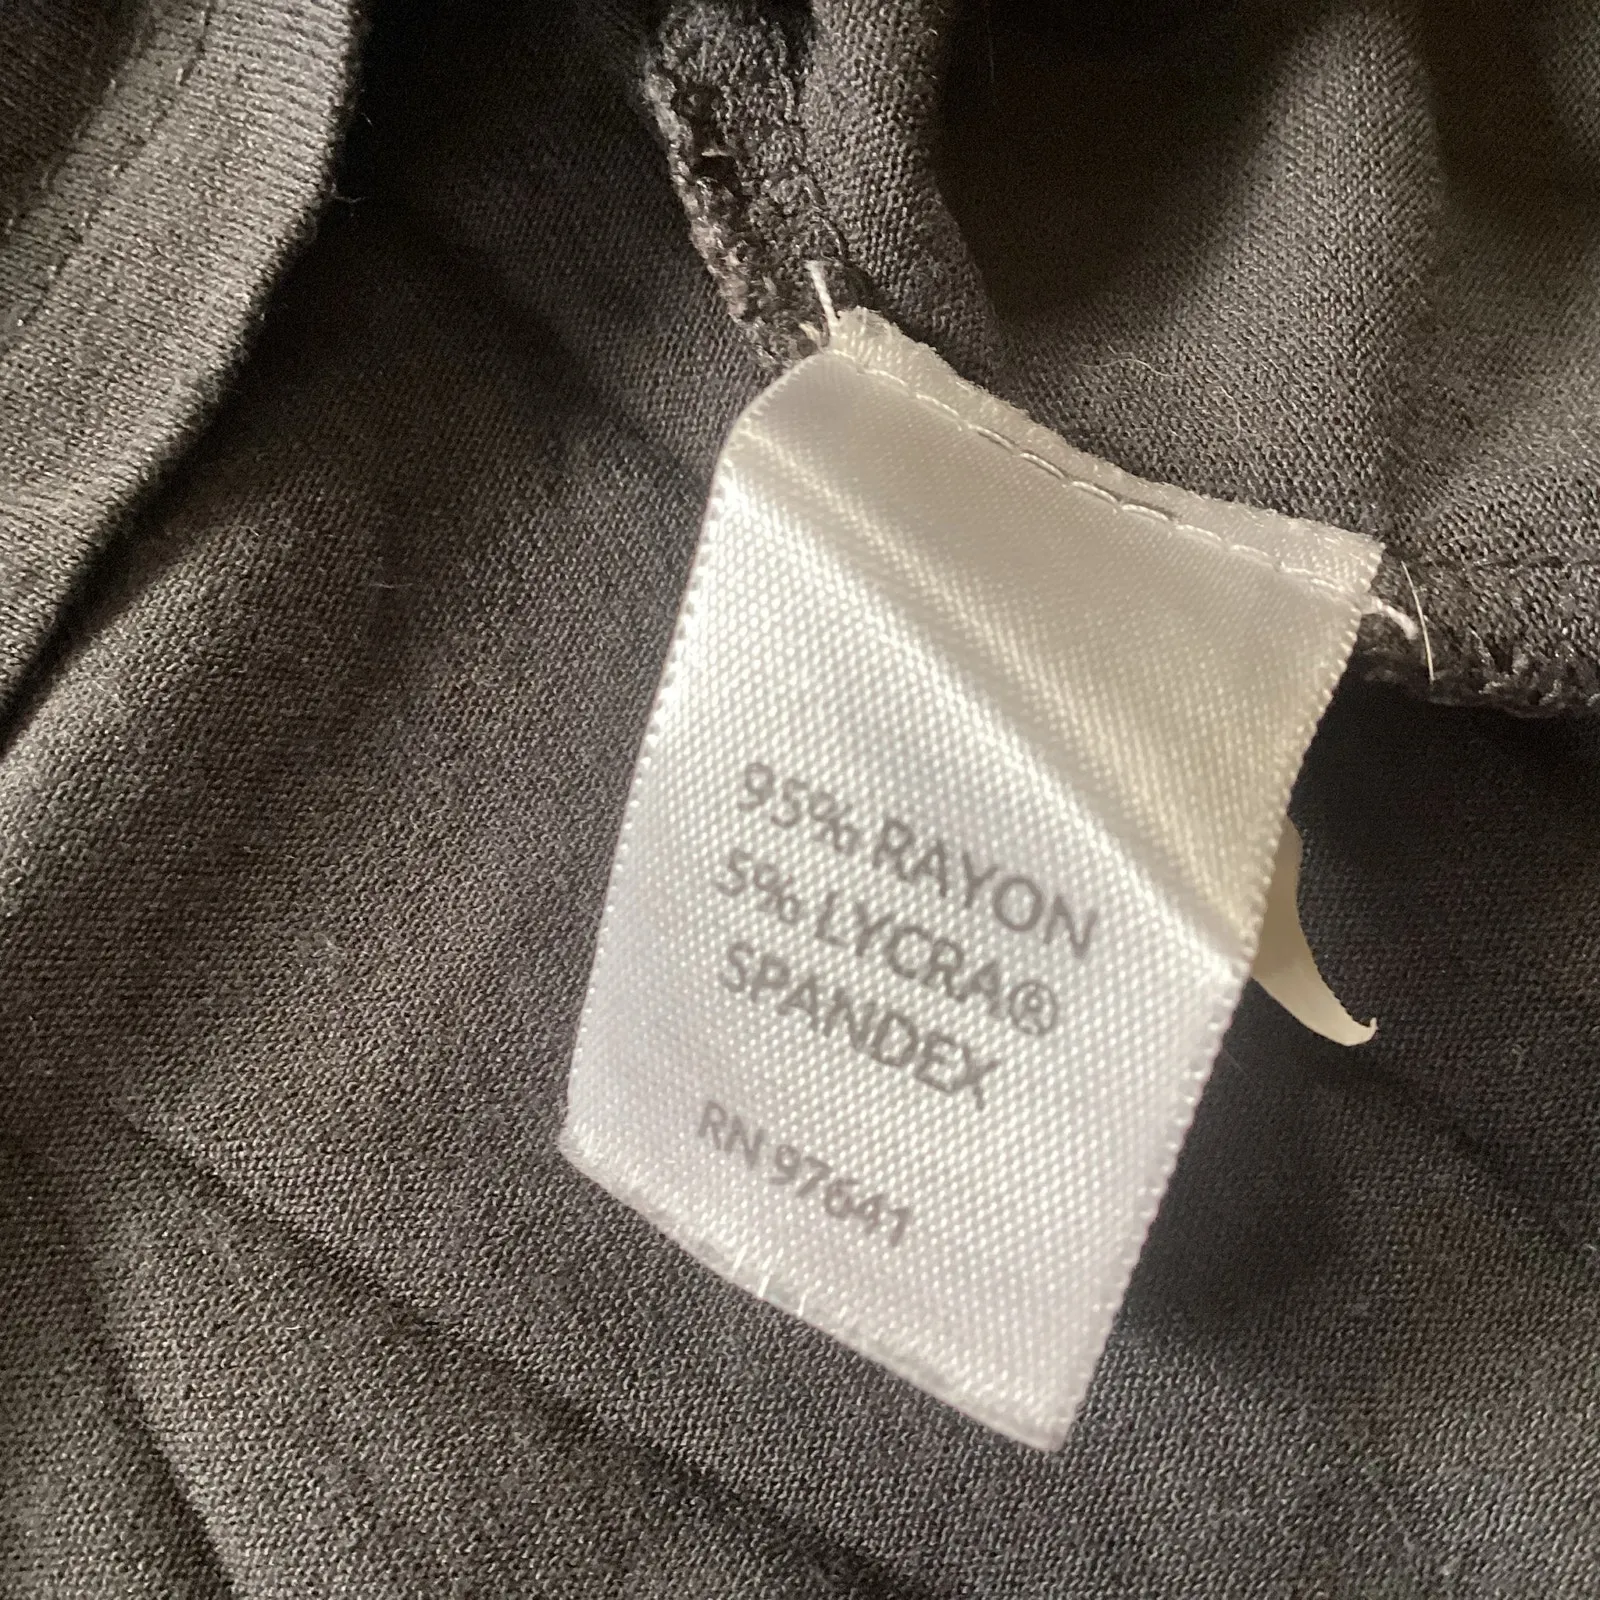 95% RAYON
5% LYCRA®
SPANDEX
RN 97641